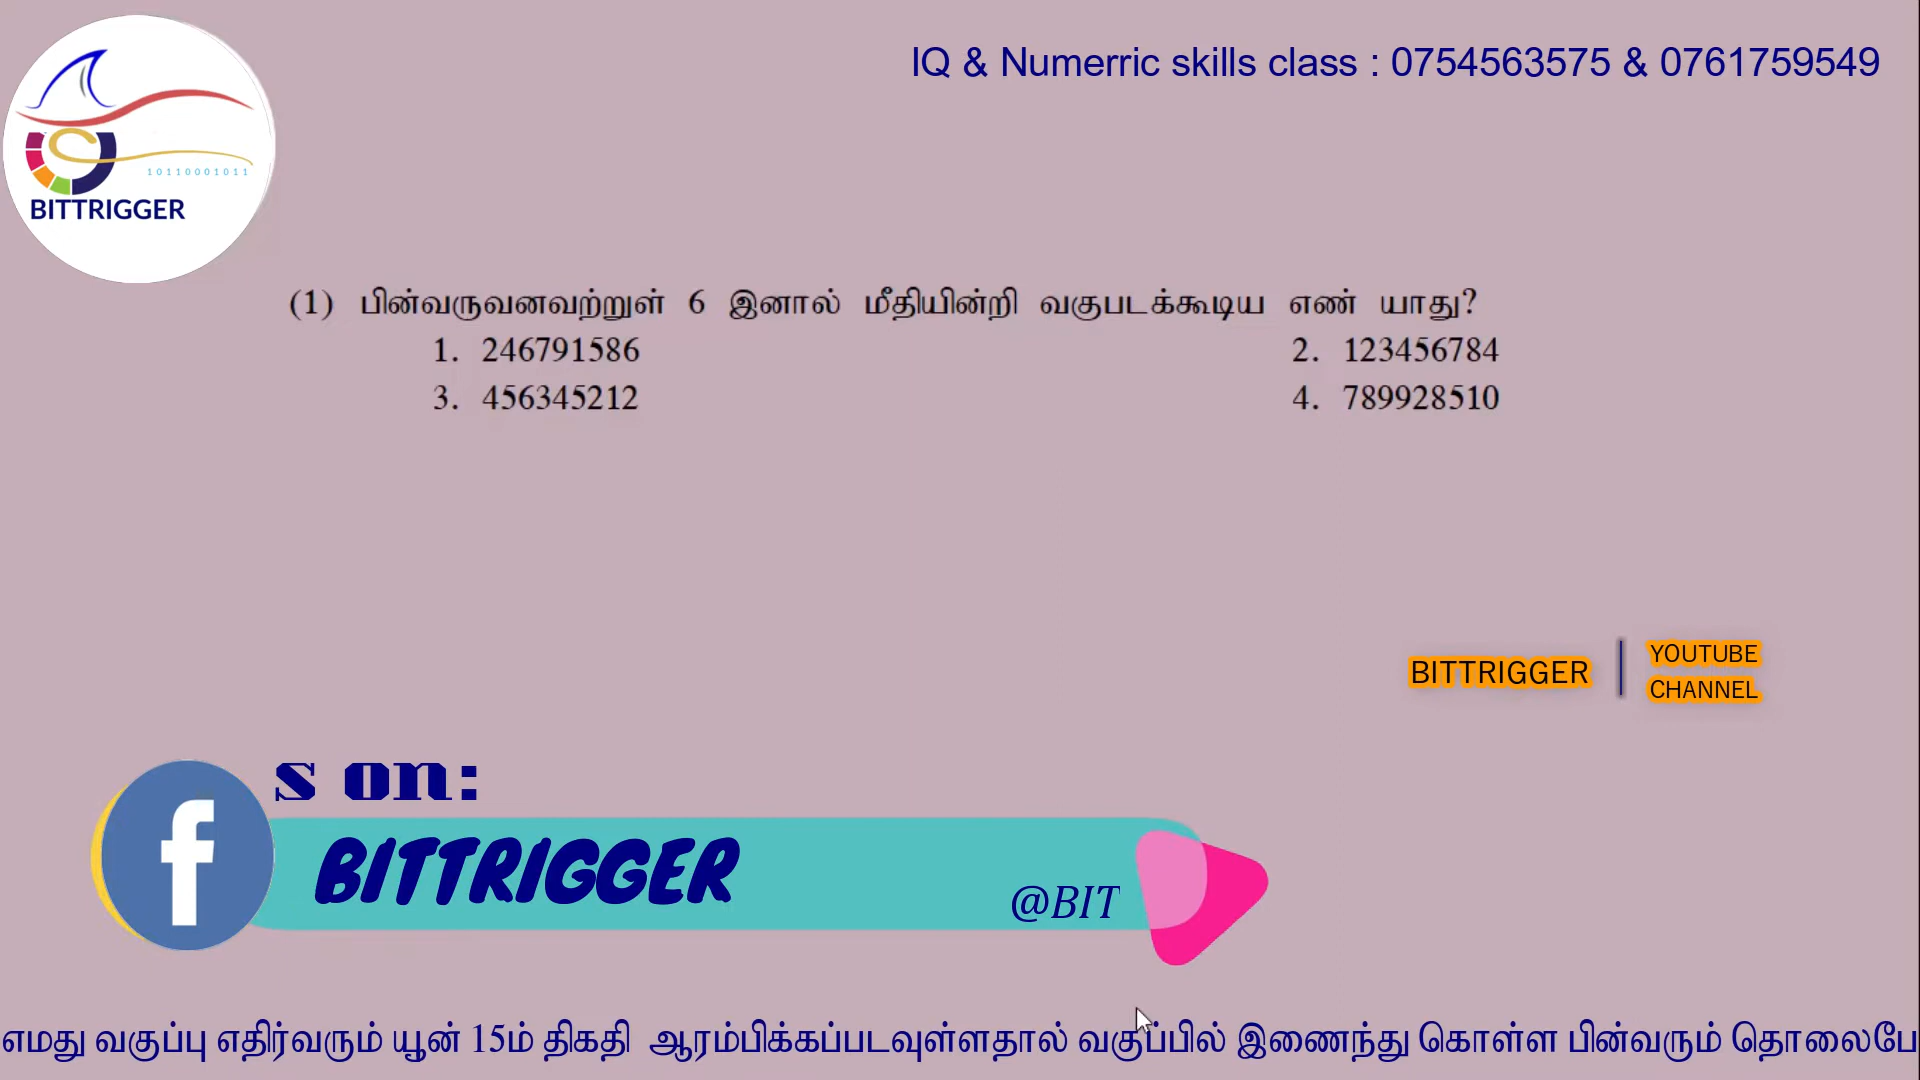 IQ & Numerric skills class : 0754563575 & 0761759549
10110001011
BITTRIGGER
(1) பின்வருவனவற்றுள் 6 இனால் மீதியின்றி வகுபடக்கூடிய எண் யாது?
1. 246791586 2. 123456784
3. 456345212 4. 789928510
BITTRIGGER
YOUTUBE
CHANNEL
s on:
BITTRIGGER
@BIT
எமது வகுப்பு எதிர்வரும் யூன் 15ம் திகதி ஆரம்பிக்கப்படவுள்ளதால் வகுப்பில் இணைந்து கொள்ள பின்வரும் தொலைபே